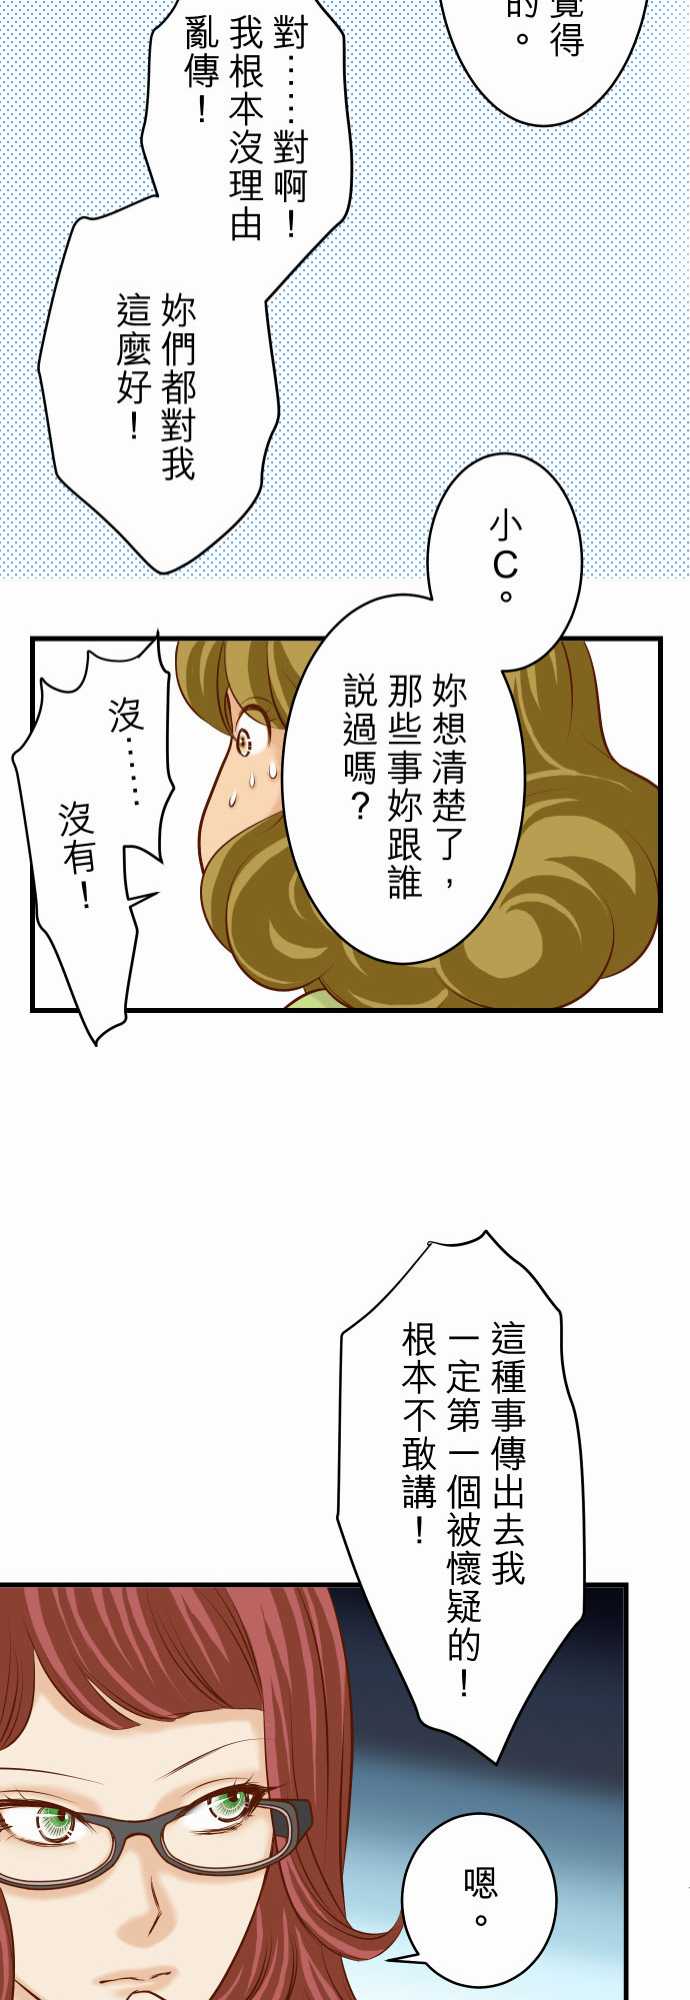 覺得
的。
對……對啊！
我根本沒理由
亂傳！
妳們都對我
這麼好！
小C。
妳想清楚了，
那些事妳跟誰
說過嗎？
沒……
沒有！
這種事傳出去我
一定第一個被懷疑的！
根本不敢講！
嗯。